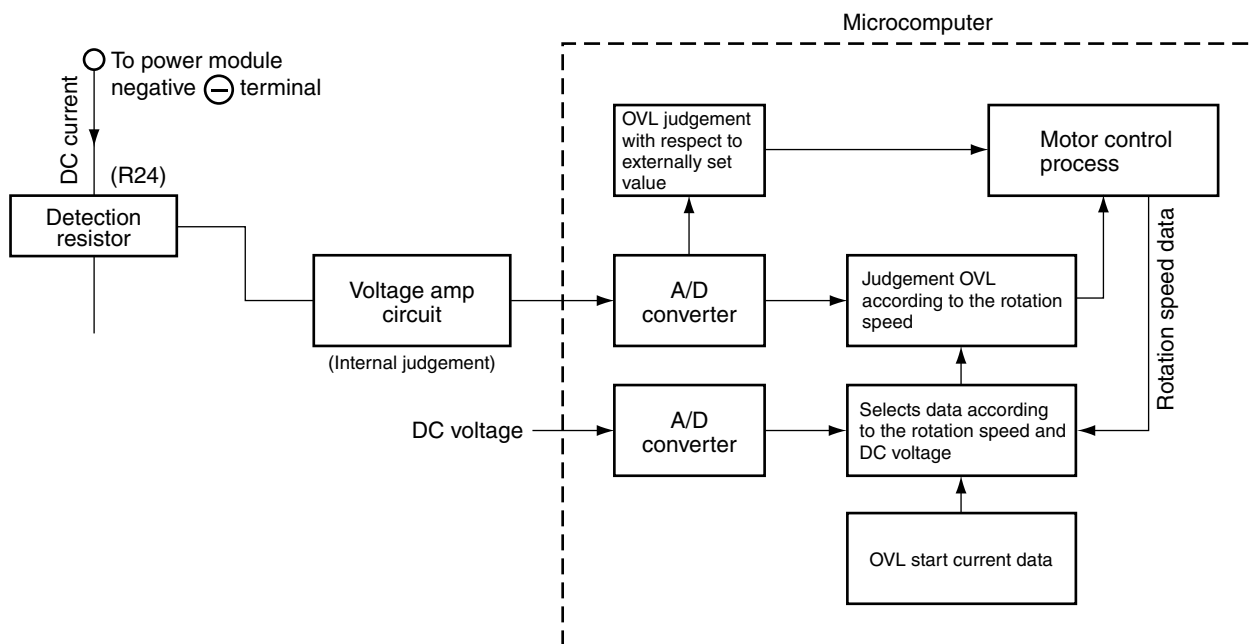 Microcomputer
To power module
negative ⊖ terminal
DC current
(R24)
Detection
resistor
Voltage amp
circuit
(Internal judgement)
OVL judgement
with respect to
externally set
value
Motor control
process
A/D
converter
Judgement OVL
according to the rotation
speed
Rotation speed data
DC voltage
A/D
converter
Selects data according
to the rotation speed and
DC voltage
OVL start current data